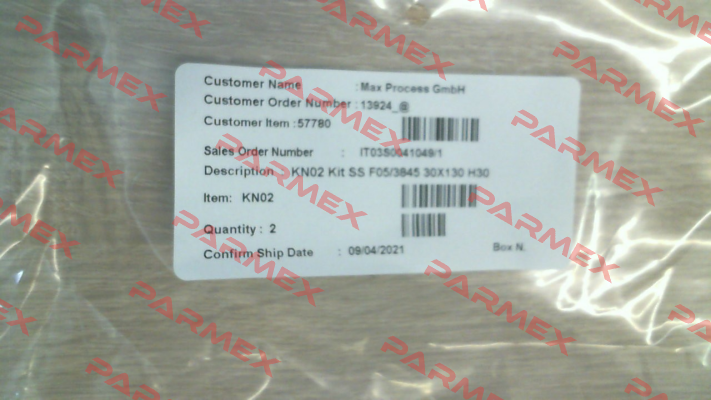 Customer Name : Max Process GmbH
Customer Order Number : 13924_@
Customer Item : 57780
Sales Order Number : IT03S0041049/1
Description : KN02 Kit SS F05/3845 30X130 H30
Item: KN02
Quantity : 2
Confirm Ship Date : 09/04/2021 Box N.
PARMEX